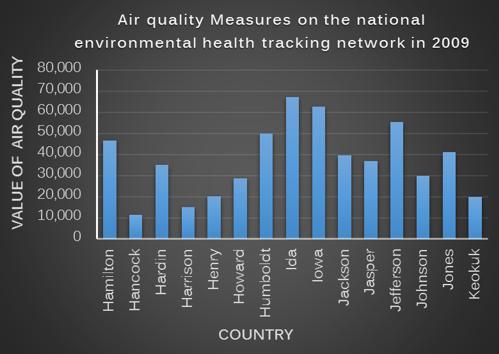 Air quality Measures on the national
environmental health tracking network in 2009
VALUE OF AIR QUALITY
80,000
70,000
60,000
50,000
40,000
30,000
20,000
10,000
0
Hamilton
Hancock
Hardin
Harrison
Henry
Howard
Humboldt
Ida
Iowa
Jackson
Jasper
Jefferson
Johnson
Jones
Keokuk
COUNTRY